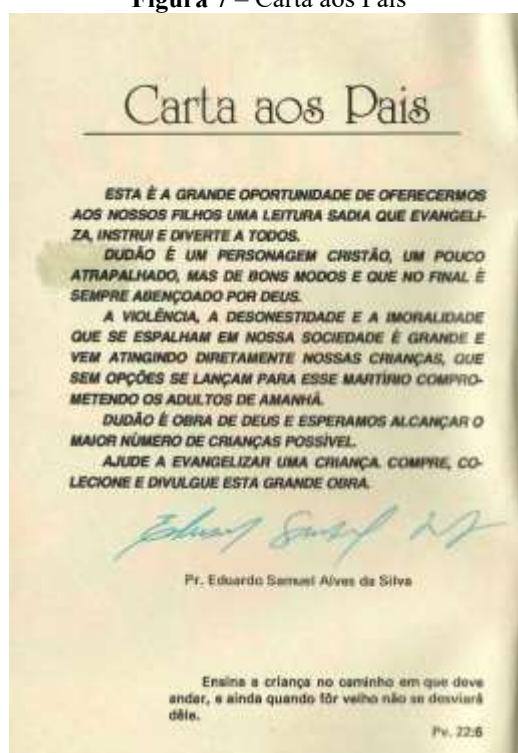 Figura 7 – Carta aos Pais
Carta aos Pais
ESTA É A GRANDE OPORTUNIDADE DE OFERECERMOS
AOS NOSSOS FILHOS UMA LEITURA SADIA QUE EVANGELI-
ZA, INSTRUI E DIVERTE A TODOS.
DUDÃO É UM PERSONAGEM CRISTÃO, UM POUCO
ATRAPALHADO, MAS DE BONS MODOS E QUE NO FINAL É
SEMPRE ABENÇOADO POR DEUS.
A VIOLÊNCIA, A DESONESTIDADE E A IMORALIDADE
QUE SE ESPALHAM EM NOSSA SOCIEDADE É GRANDE E
VEM ATINGINDO DIRETAMENTE NOSSAS CRIANÇAS, QUE
SEM OPÇÕES SE LANÇAM PARA ESSE MARTÍRIO COMPRO-
METENDO OS ADULTOS DE AMANHÃ.
DUDÃO É OBRA DE DEUS E ESPERAMOS ALCANÇAR O
MAIOR NÚMERO DE CRIANÇAS POSSÍVEL.
AJUDE A EVANGELIZAR UMA CRIANÇA. COMPRE, CO-
LECIONE E DIVULGUE ESTA GRANDE OBRA.
Pr. Eduardo Samuel Alves da Silva
Ensina a criança no caminho em que deve
andar, e ainda quando fôr velho não se desviará
dêle.
Pv. 22:6